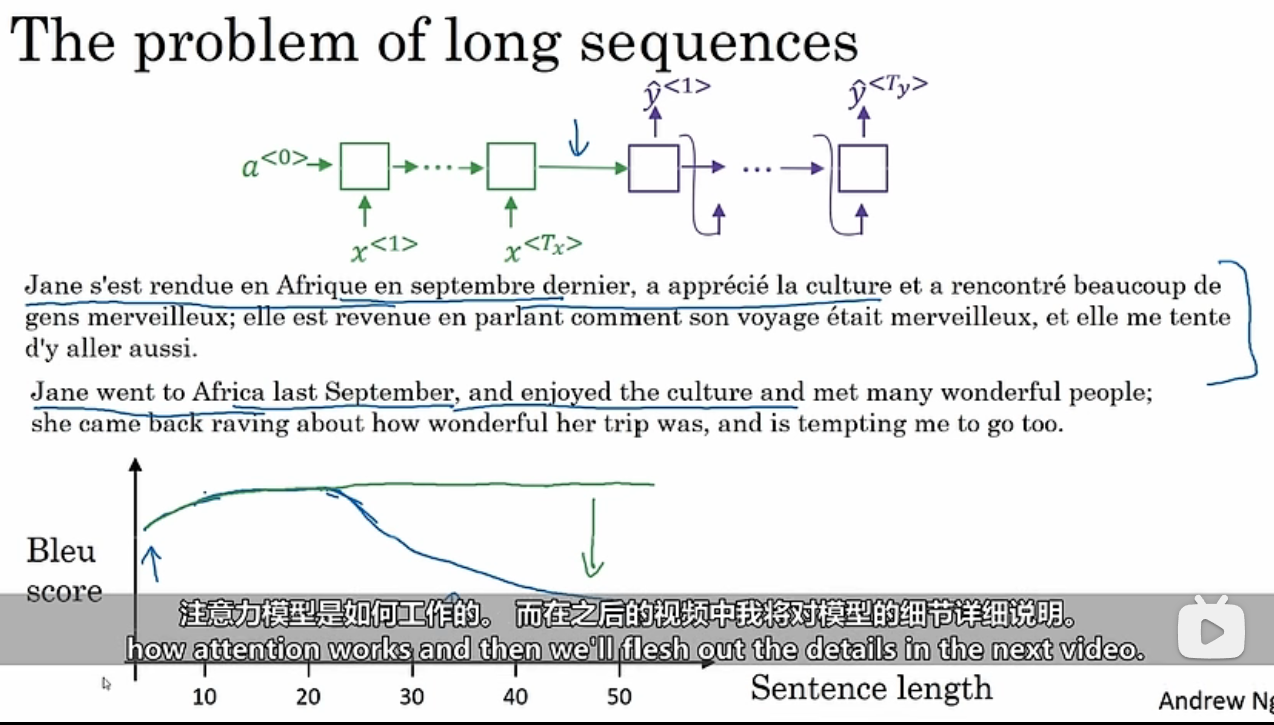 The problem of long sequences
ŷ<1> ŷ<Ty>
a<0>
x<1> x<Tx>
Jane s'est rendue en Afrique en septembre dernier, a apprécié la culture et a rencontré beaucoup de
gens merveilleux; elle est revenue en parlant comment son voyage était merveilleux, et elle me tente
d'y aller aussi.
Jane went to Africa last September, and enjoyed the culture and met many wonderful people;
she came back raving about how wonderful her trip was, and is tempting me to go too.
Bleu
score
注意力模型是如何工作的。 而在之后的视频中我将对模型的细节详细说明。
how attention works and then we'll flesh out the details in the next video.
10 20 30 40 50
Sentence length
Andrew Ng